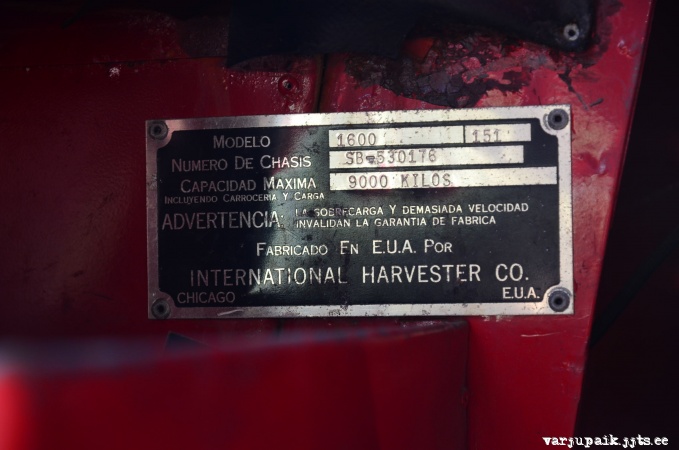 MODELO 1600 151
NUMERO DE CHASIS SB-530176
CAPACIDAD MAXIMA 9000 KILOS
INCLUYENDO CARROCERIA Y CARGA
ADVERTENCIA: LA SOBRECARGA Y DEMASIADA VELOCIDAD
INVALIDAN LA GARANTIA DE FABRICA
FABRICADO EN E.U.A. POR
INTERNATIONAL HARVESTER CO.
CHICAGO E.U.A.
varjupaik.jjts.ee